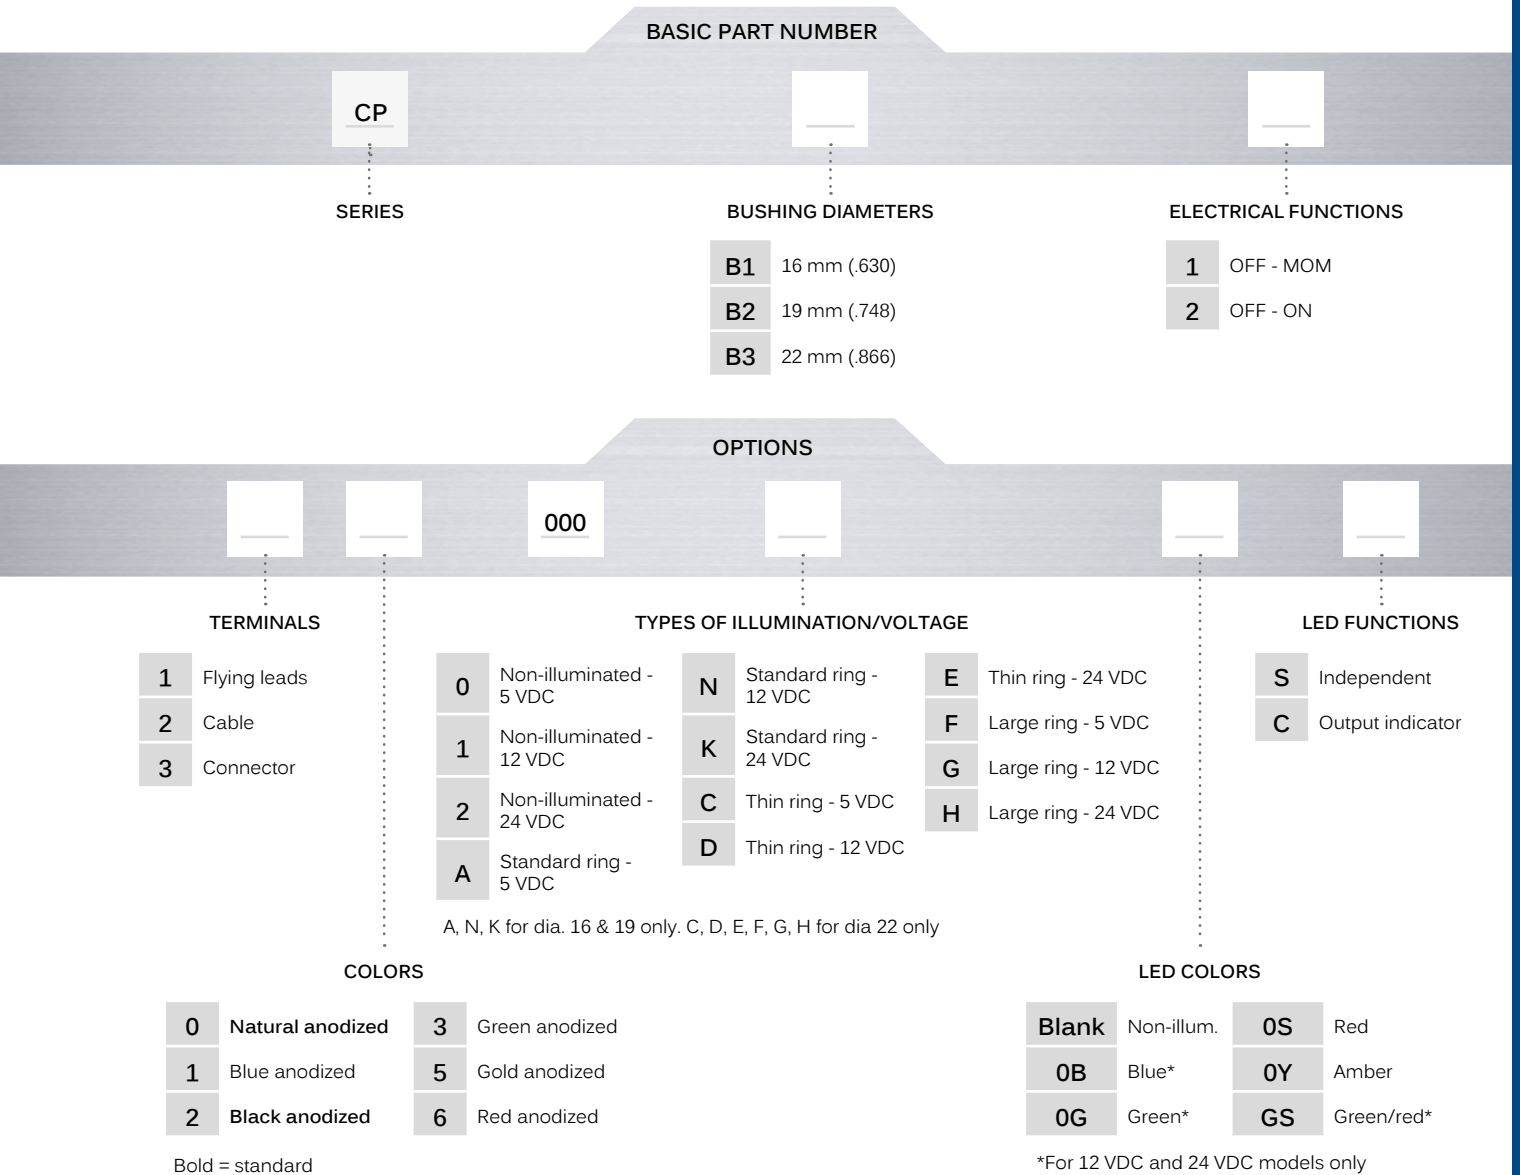 BASIC PART NUMBER
CP
SERIES
BUSHING DIAMETERS
B1 16 mm (.630)
B2 19 mm (.748)
B3 22 mm (.866)
ELECTRICAL FUNCTIONS
1 OFF - MOM
2 OFF - ON
OPTIONS
000
TERMINALS
1 Flying leads
2 Cable
3 Connector
TYPES OF ILLUMINATION/VOLTAGE
0 Non-illuminated -
5 VDC
1 Non-illuminated -
12 VDC
2 Non-illuminated -
24 VDC
A Standard ring -
5 VDC
N Standard ring -
12 VDC
K Standard ring -
24 VDC
C Thin ring - 5 VDC
D Thin ring - 12 VDC
E Thin ring - 24 VDC
F Large ring - 5 VDC
G Large ring - 12 VDC
H Large ring - 24 VDC
A, N, K for dia. 16 & 19 only. C, D, E, F, G, H for dia 22 only
LED FUNCTIONS
S Independent
C Output indicator
COLORS
0 Natural anodized
1 Blue anodized
2 Black anodized
3 Green anodized
5 Gold anodized
6 Red anodized
Bold = standard
LED COLORS
Blank Non-illum.
0B Blue*
0G Green*
0S Red
0Y Amber
GS Green/red*
*For 12 VDC and 24 VDC models only